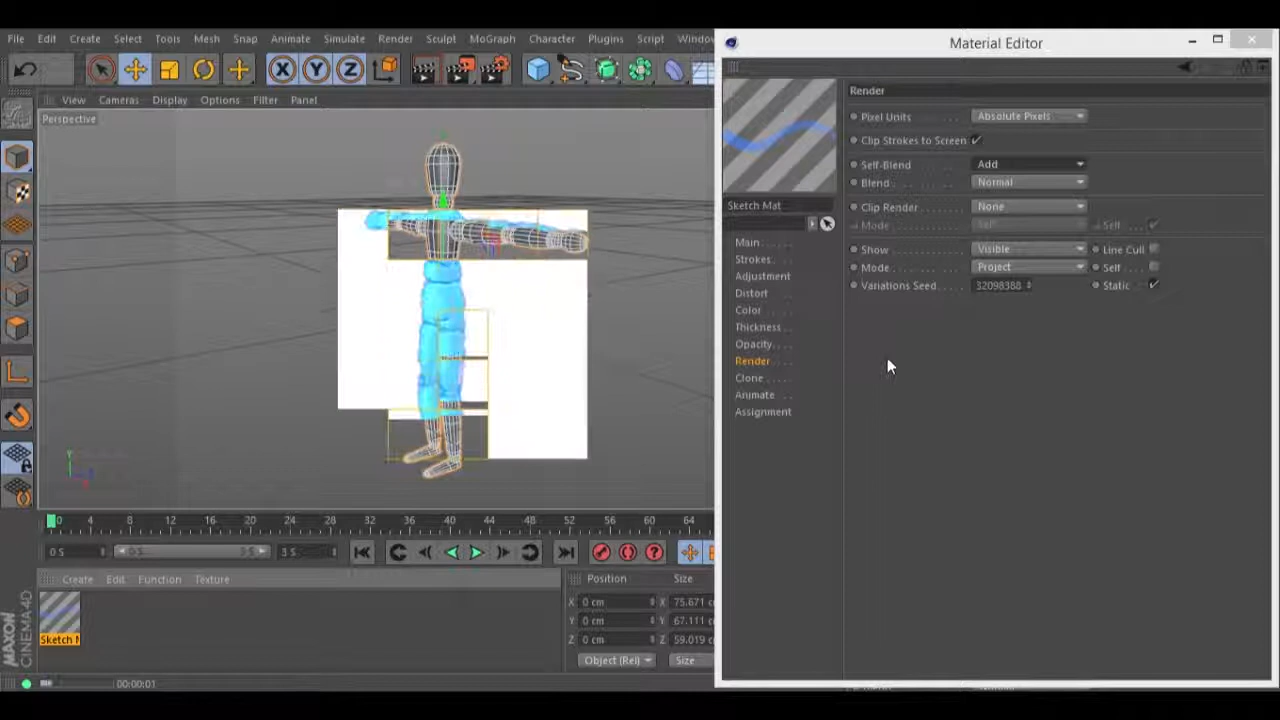 File Edit Create Select Tools Mesh Snap Animate Simulate Render Sculpt MoGraph Character Plugins Script Window
Material Editor
View Cameras Display Options Filter Panel
Perspective
Render
Pixel Units Absolute Pixels
Clip Strokes to Screen
Self-Blend Add
Blend Normal
Clip Render None
Mode Self Self
Show Visible Line Cull
Mode Project Self
Variations Seed 32098388 Static
Sketch Mat
Main
Strokes
Adjustment
Distort
Color
Thickness
Opacity
Render
Clone
Animate
Assignment
X Y Z
Y
0 4 8 12 16 20 24 28 32 36 40 44 48 52 56 60 64
0 S 0 S 3 S 3 S
Create Edit Function Texture
Sketch M
Position Size
X 0 cm X 75.671 c
Y 0 cm Y 67.111 c
Z 0 cm Z 59.019 c
Object (Rel) Size
MAXON
CINEMA4D
00:00:01